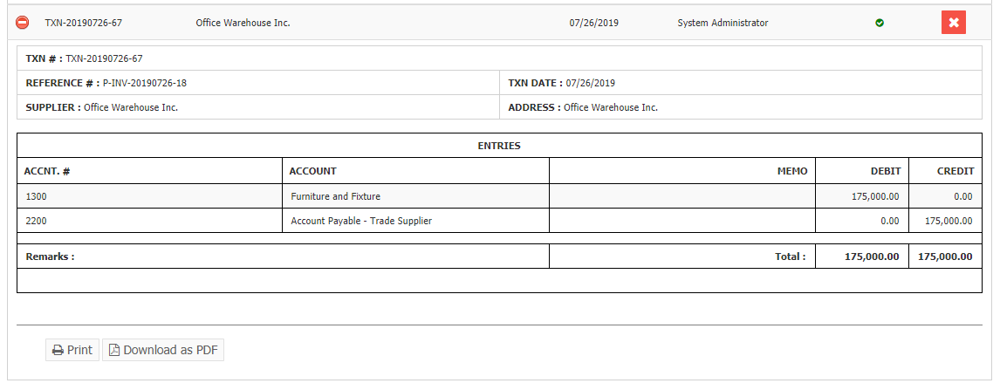 TXN-20190726-67 Office Warehouse Inc. 07/26/2019 System Administrator
TXN # : TXN-20190726-67
REFERENCE # : P-INV-20190726-18 TXN DATE : 07/26/2019
SUPPLIER : Office Warehouse Inc. ADDRESS : Office Warehouse Inc.
ENTRIES
ACCNT. # ACCOUNT MEMO DEBIT CREDIT
1300 Furniture and Fixture 175,000.00 0.00
2200 Account Payable - Trade Supplier 0.00 175,000.00
Remarks : Total : 175,000.00 175,000.00
Print Download as PDF